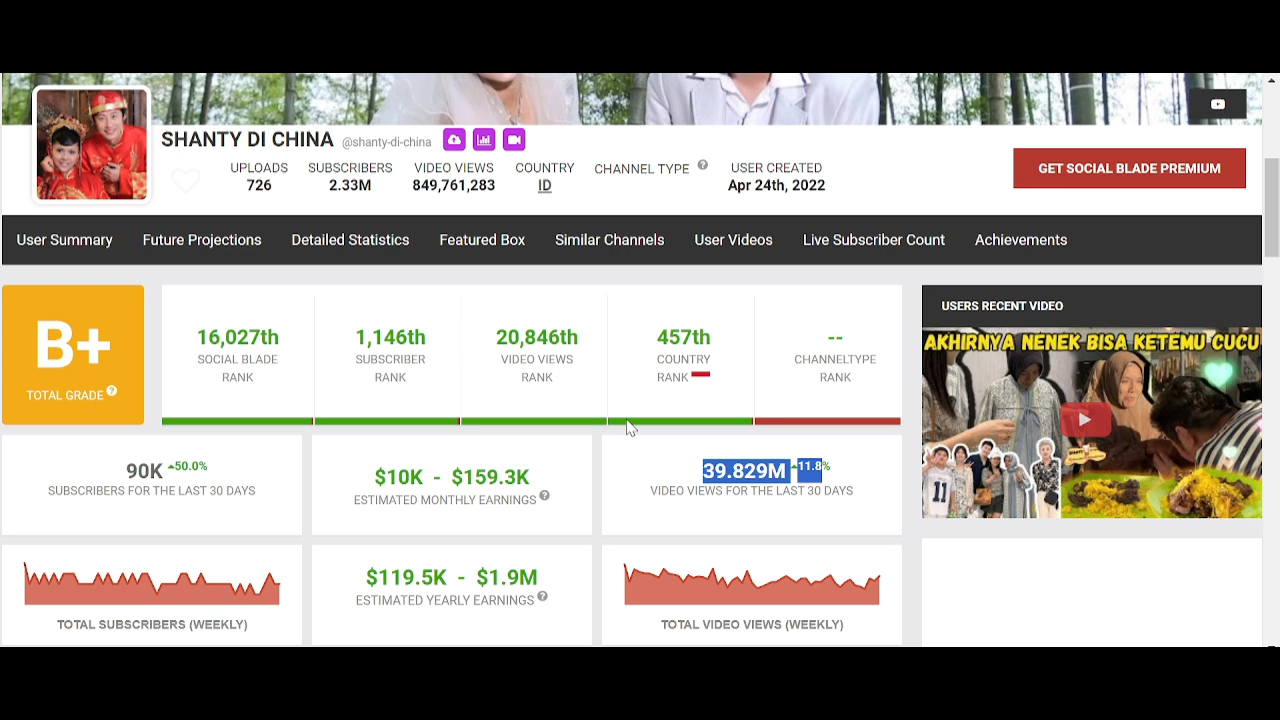 SHANTY DI CHINA @shanty-di-china
UPLOADS SUBSCRIBERS VIDEO VIEWS COUNTRY CHANNEL TYPE ? USER CREATED
726 2.33M 849,761,283 ID Apr 24th, 2022
GET SOCIAL BLADE PREMIUM
User Summary Future Projections Detailed Statistics Featured Box Similar Channels User Videos Live Subscriber Count Achievements
B+
TOTAL GRADE ?
16,027th
SOCIAL BLADE
RANK
1,146th
SUBSCRIBER
RANK
20,846th
VIDEO VIEWS
RANK
457th
COUNTRY
RANK
--
CHANNELTYPE
RANK
USERS RECENT VIDEO
AKHIRNYA NENEK BISA KETEMU CUCU
11
90K 50.0%
SUBSCRIBERS FOR THE LAST 30 DAYS
$10K - $159.3K
ESTIMATED MONTHLY EARNINGS ?
39.829M 11.8%
VIDEO VIEWS FOR THE LAST 30 DAYS
TOTAL SUBSCRIBERS (WEEKLY)
$119.5K - $1.9M
ESTIMATED YEARLY EARNINGS ?
TOTAL VIDEO VIEWS (WEEKLY)